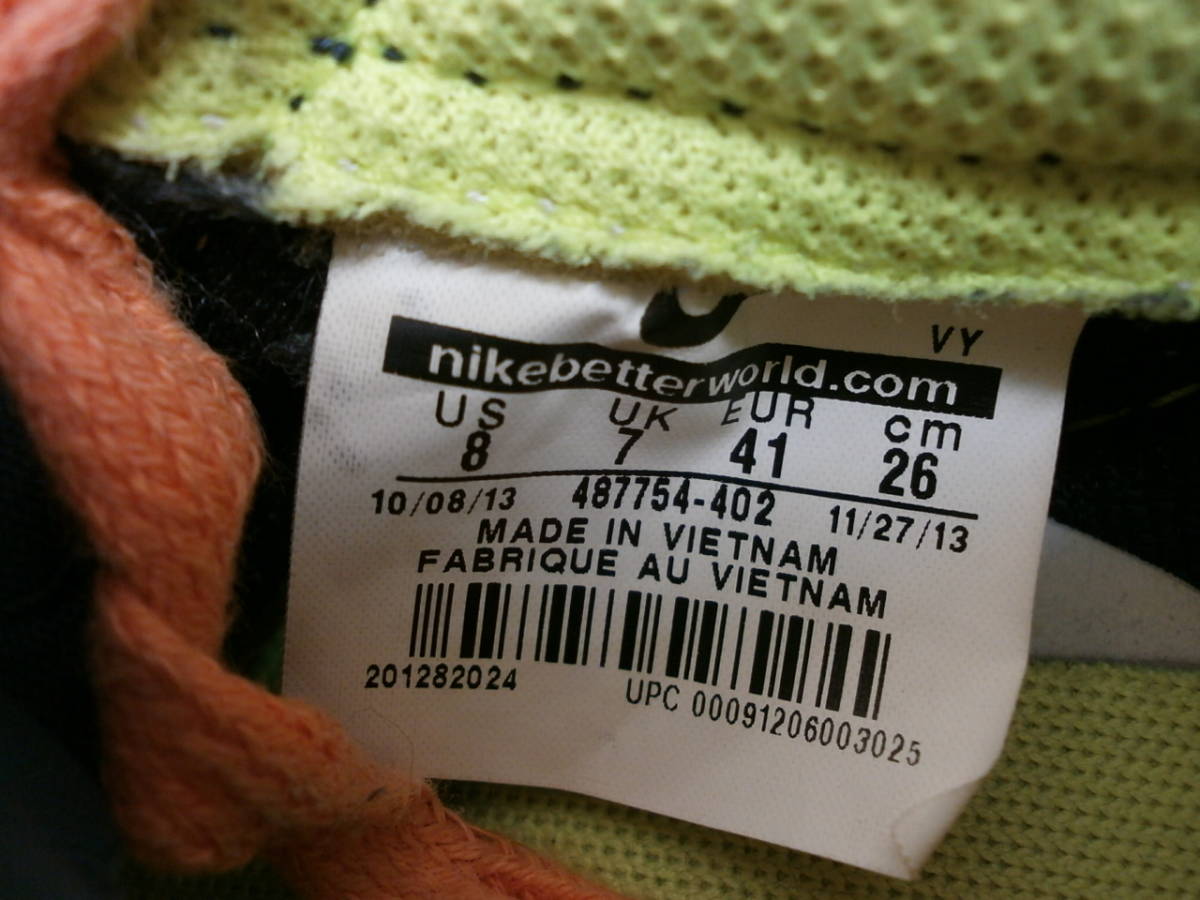 VY
nikebetterworld.com
US UK EUR cm
8 7 41 26
10/08/13 487754-402 11/27/13
MADE IN VIETNAM
FABRIQUE AU VIETNAM
201282024
UPC 00091206003025